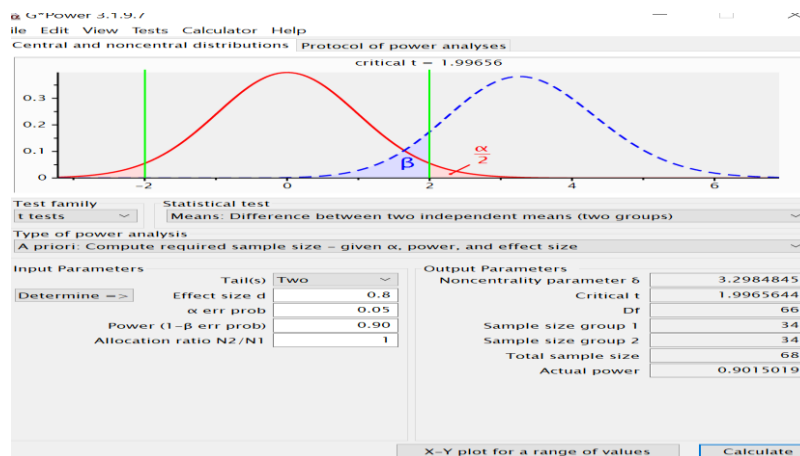 G*Power 3.1.9.7
ile Edit View Tests Calculator Help
Central and noncentral distributions Protocol of power analyses
critical t = 1.99656
0.3
0.2
0.1
0
-2 0 2 4 6
β
α
2
Test family Statistical test
t tests Means: Difference between two independent means (two groups)
Type of power analysis
A priori: Compute required sample size – given α, power, and effect size
Input Parameters Output Parameters
Tail(s) Two Noncentrality parameter δ 3.2984845
Determine => Effect size d 0.8 Critical t 1.9965644
α err prob 0.05 Df 66
Power (1-β err prob) 0.90 Sample size group 1 34
Allocation ratio N2/N1 1 Sample size group 2 34
Total sample size 68
Actual power 0.9015019
X-Y plot for a range of values Calculate